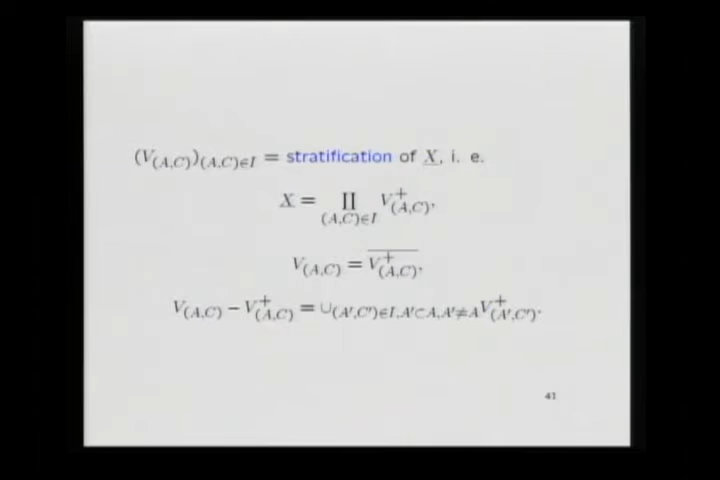 (V_{(A,C)})_{(A,C)∈I} = stratification of X, i. e.
X = ∐_{(A,C)∈I} V^+_{(A,C)},
V_{(A,C)} = \overline{V^+_{(A,C)}},
V_{(A,C)} − V^+_{(A,C)} = ∪_{(A′,C′)∈I,A′⊂A,A′≠A} V^+_{(A′,C′)}.
41